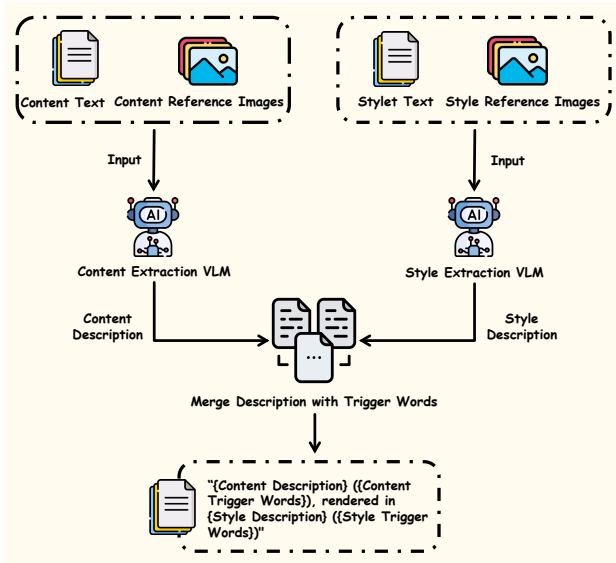 Content Text
Content Reference Images
Stylet Text
Style Reference Images
Input
Input
AI
AI
Content Extraction VLM
Style Extraction VLM
Content
Description
Style
Description
Merge Description with Trigger Words
"{Content Description} ({Content
Trigger Words}), rendered in
{Style Description} ({Style Trigger
Words})"